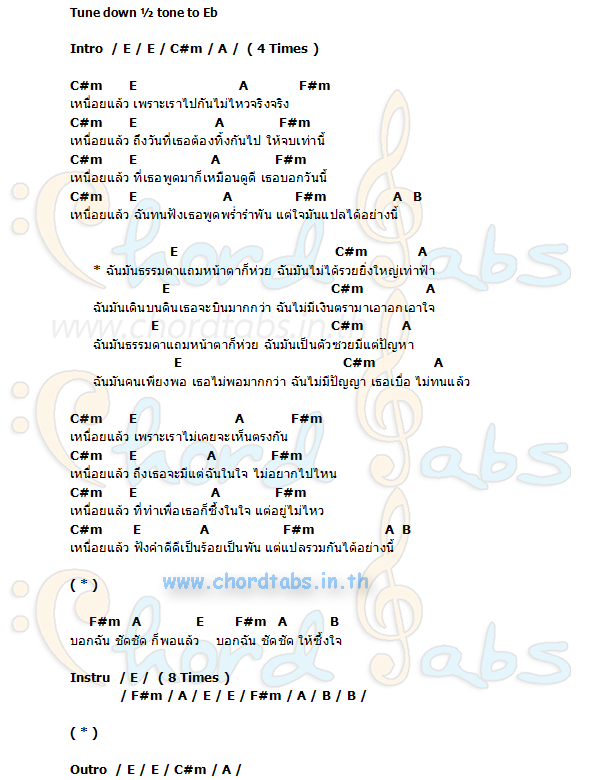 Tune down ½ tone to Eb
Intro / E / E / C#m / A / ( 4 Times )
C#m E A F#m
เหนื่อยแล้ว เพราะเราไปกันไม่ไหวจริงจริง
C#m E A F#m
เหนื่อยแล้ว ถึงวันที่เธอต้องทิ้งกันไป ให้จบเท่านี้
C#m E A F#m
เหนื่อยแล้ว ที่เธอพูดมาก็เหมือนดูดี เธอบอกวันนี้
C#m E A F#m A B
เหนื่อยแล้ว ฉันทนฟังเธอพูดพร่ำรำพัน แต่ใจมันแปลได้อย่างนี้
E C#m A
* ฉันมันธรรมดาแถมหน้าตาก็ห่วย ฉันมันไม่ได้รวยยิ่งใหญ่เท่าฟ้า
E C#m A
ฉันมันเดินบนดินเธอจะบินมากกว่า ฉันไม่มีเงินตรามาเอาอกเอาใจ
E C#m A
ฉันมันธรรมดาแถมหน้าตาก็ห่วย ฉันมันเป็นตัวซวยมีแต่ปัญหา
E C#m A
ฉันมันคนเพียงพอ เธอไม่พอมากกว่า ฉันไม่มีปัญญา เธอเบื่อ ไม่ทนแล้ว
www.chordtabs.in.th
C#m E A F#m
เหนื่อยแล้ว เพราะเราไม่เคยจะเห็นตรงกัน
C#m E A F#m
เหนื่อยแล้ว ถึงเธอจะมีแต่ฉันในใจ ไม่อยากไปไหน
C#m E A F#m
เหนื่อยแล้ว ที่ทำเพื่อเธอก็ซึ้งในใจ แต่อยู่ไม่ไหว
C#m E A F#m A B
เหนื่อยแล้ว ฟังคำดีดีเป็นร้อยเป็นพัน แต่แปลรวมกันได้อย่างนี้
( * ) www.chordtabs.in.th
F#m A E F#m A B
บอกฉัน ชัดชัด ก็พอแล้ว บอกฉัน ชัดชัด ให้ซึ้งใจ
Instru / E / ( 8 Times )
/ F#m / A / E / E / F#m / A / B / B /
( * )
Outro / E / E / C#m / A /